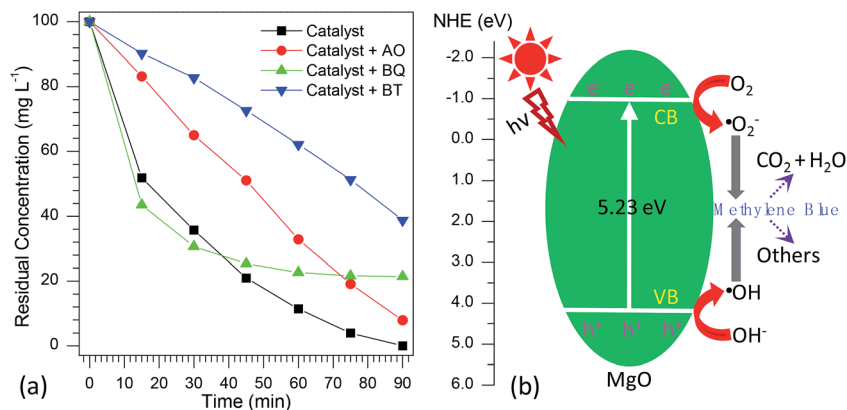 100
80
60
40
20
0
Residual Concentration (mg L⁻¹)
Catalyst
Catalyst + AO
Catalyst + BQ
Catalyst + BT
0 10 20 30 40 50 60 70 80 90
Time (min)
(a)
NHE (eV)
-2.0
-1.0
0.0
1.0
2.0
3.0
4.0
5.0
6.0
hν
e⁻ e⁻ e⁻
CB
5.23 eV
VB
h⁺ h⁺ h⁺
MgO
O₂
•O₂⁻
CO₂ + H₂O
Methylene Blue
Others
•OH
OH⁻
(b)